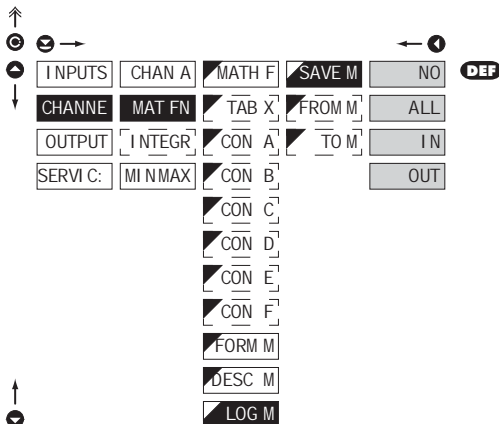 INPUTS CHAN A MATH F SAVE M NO DEF
CHANNE MAT FN TAB X FROM M ALL
OUTPUT INTEGR CON A TO M IN
SERVIC: MINMAX CON B OUT
CON C
CON D
CON E
CON F
FORM M
DESC M
LOG M